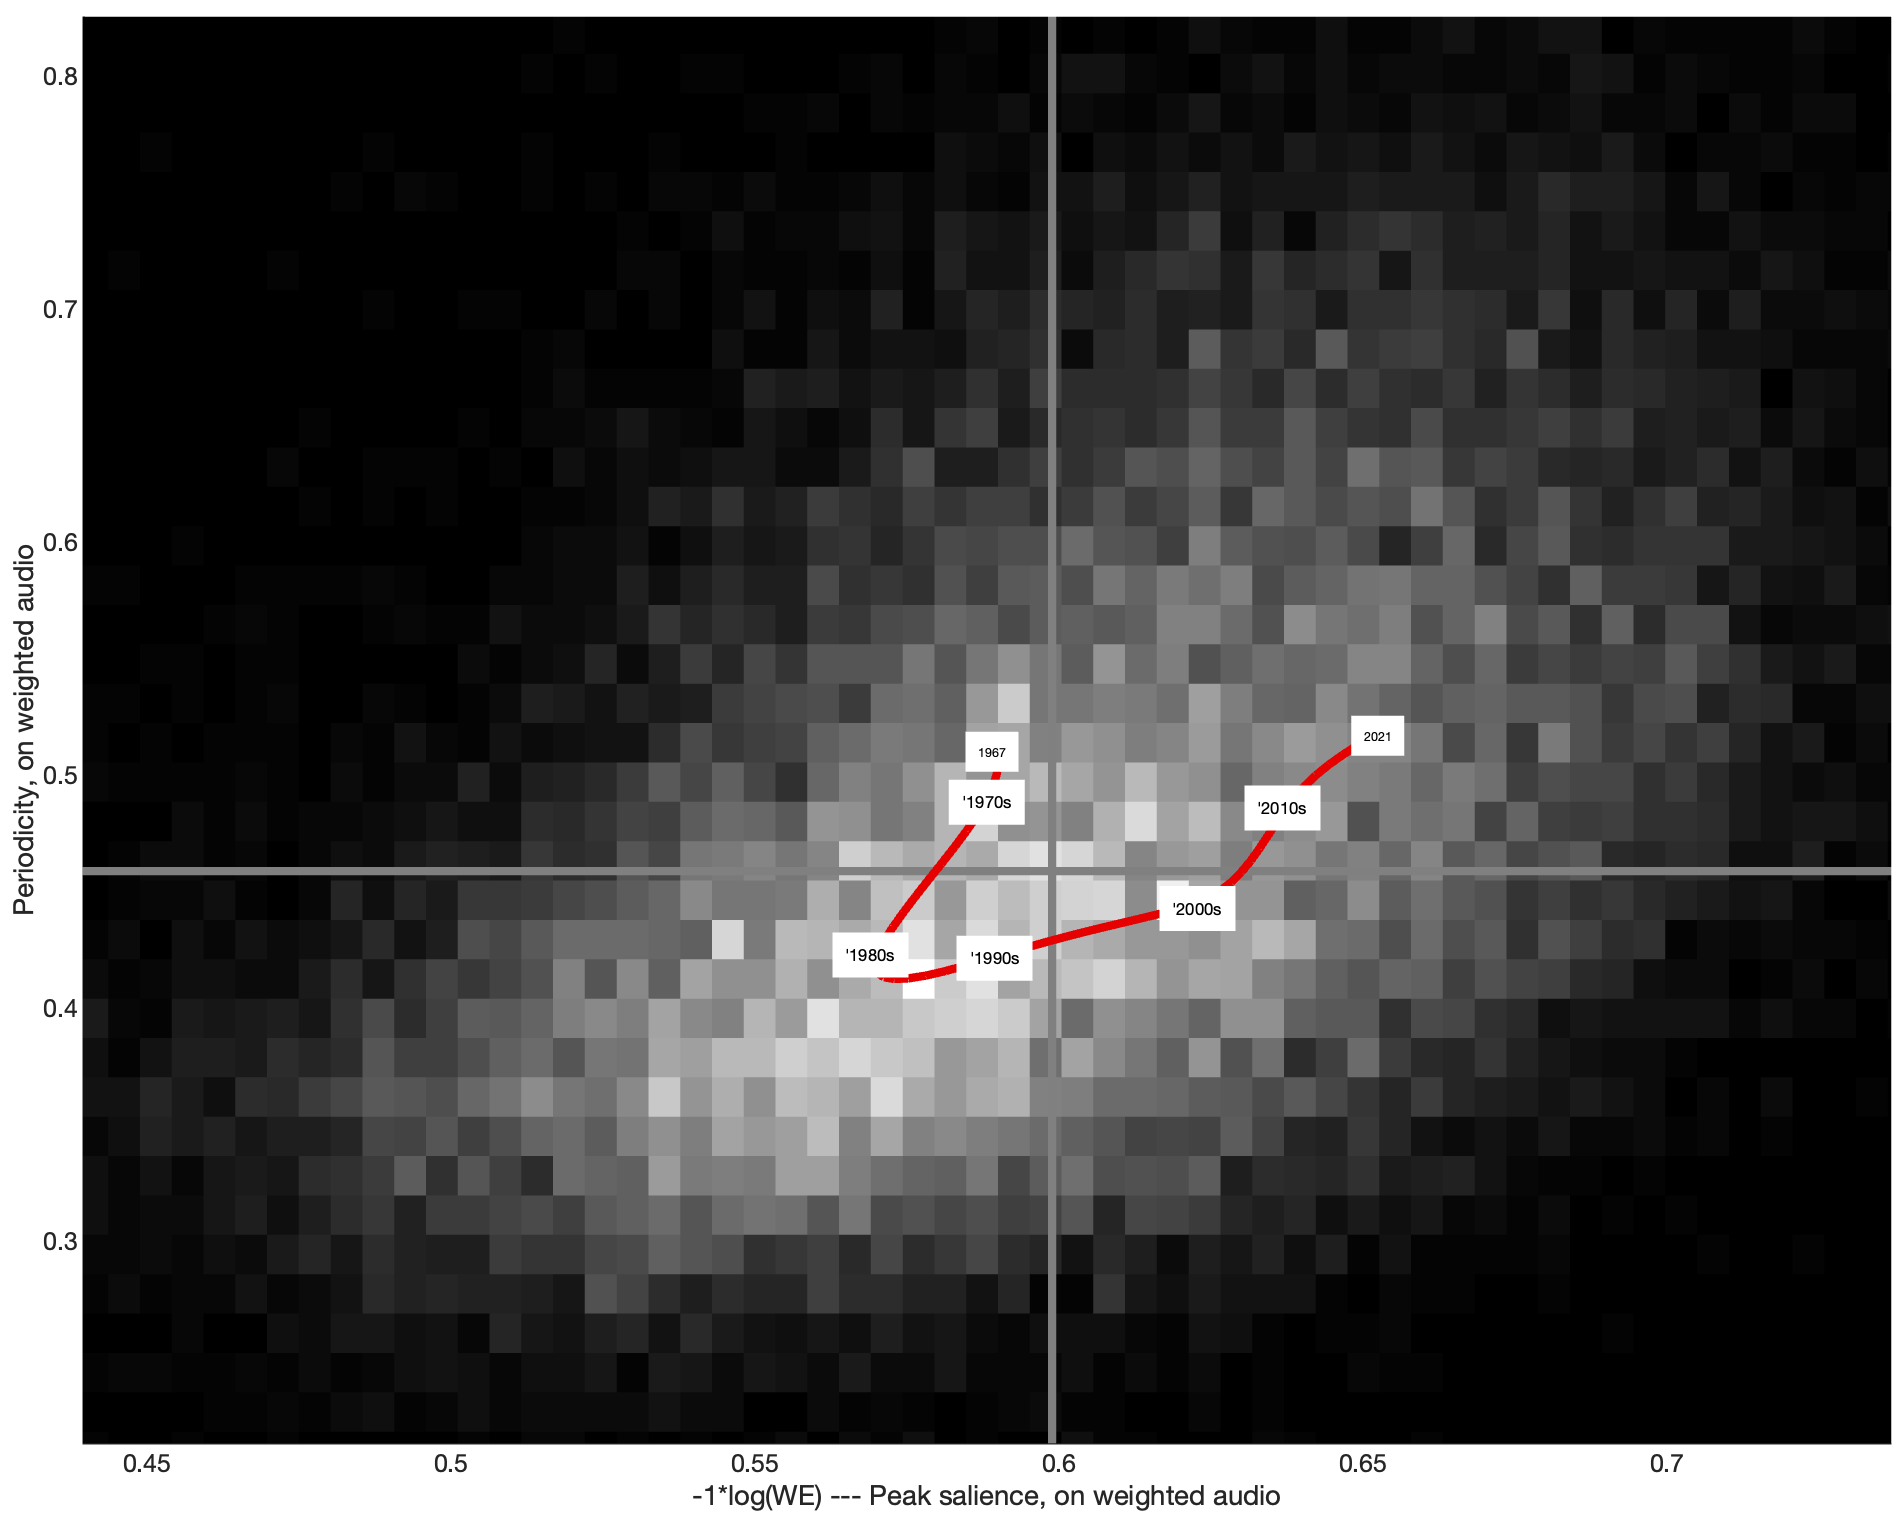 0.8
0.7
0.6
0.5
0.4
0.3
Periodicity, on weighted audio
1967
'1970s
'1980s
'1990s
'2000s
'2010s
2021
0.45
0.5
0.55
0.6
0.65
0.7
-1*log(WE) --- Peak salience, on weighted audio